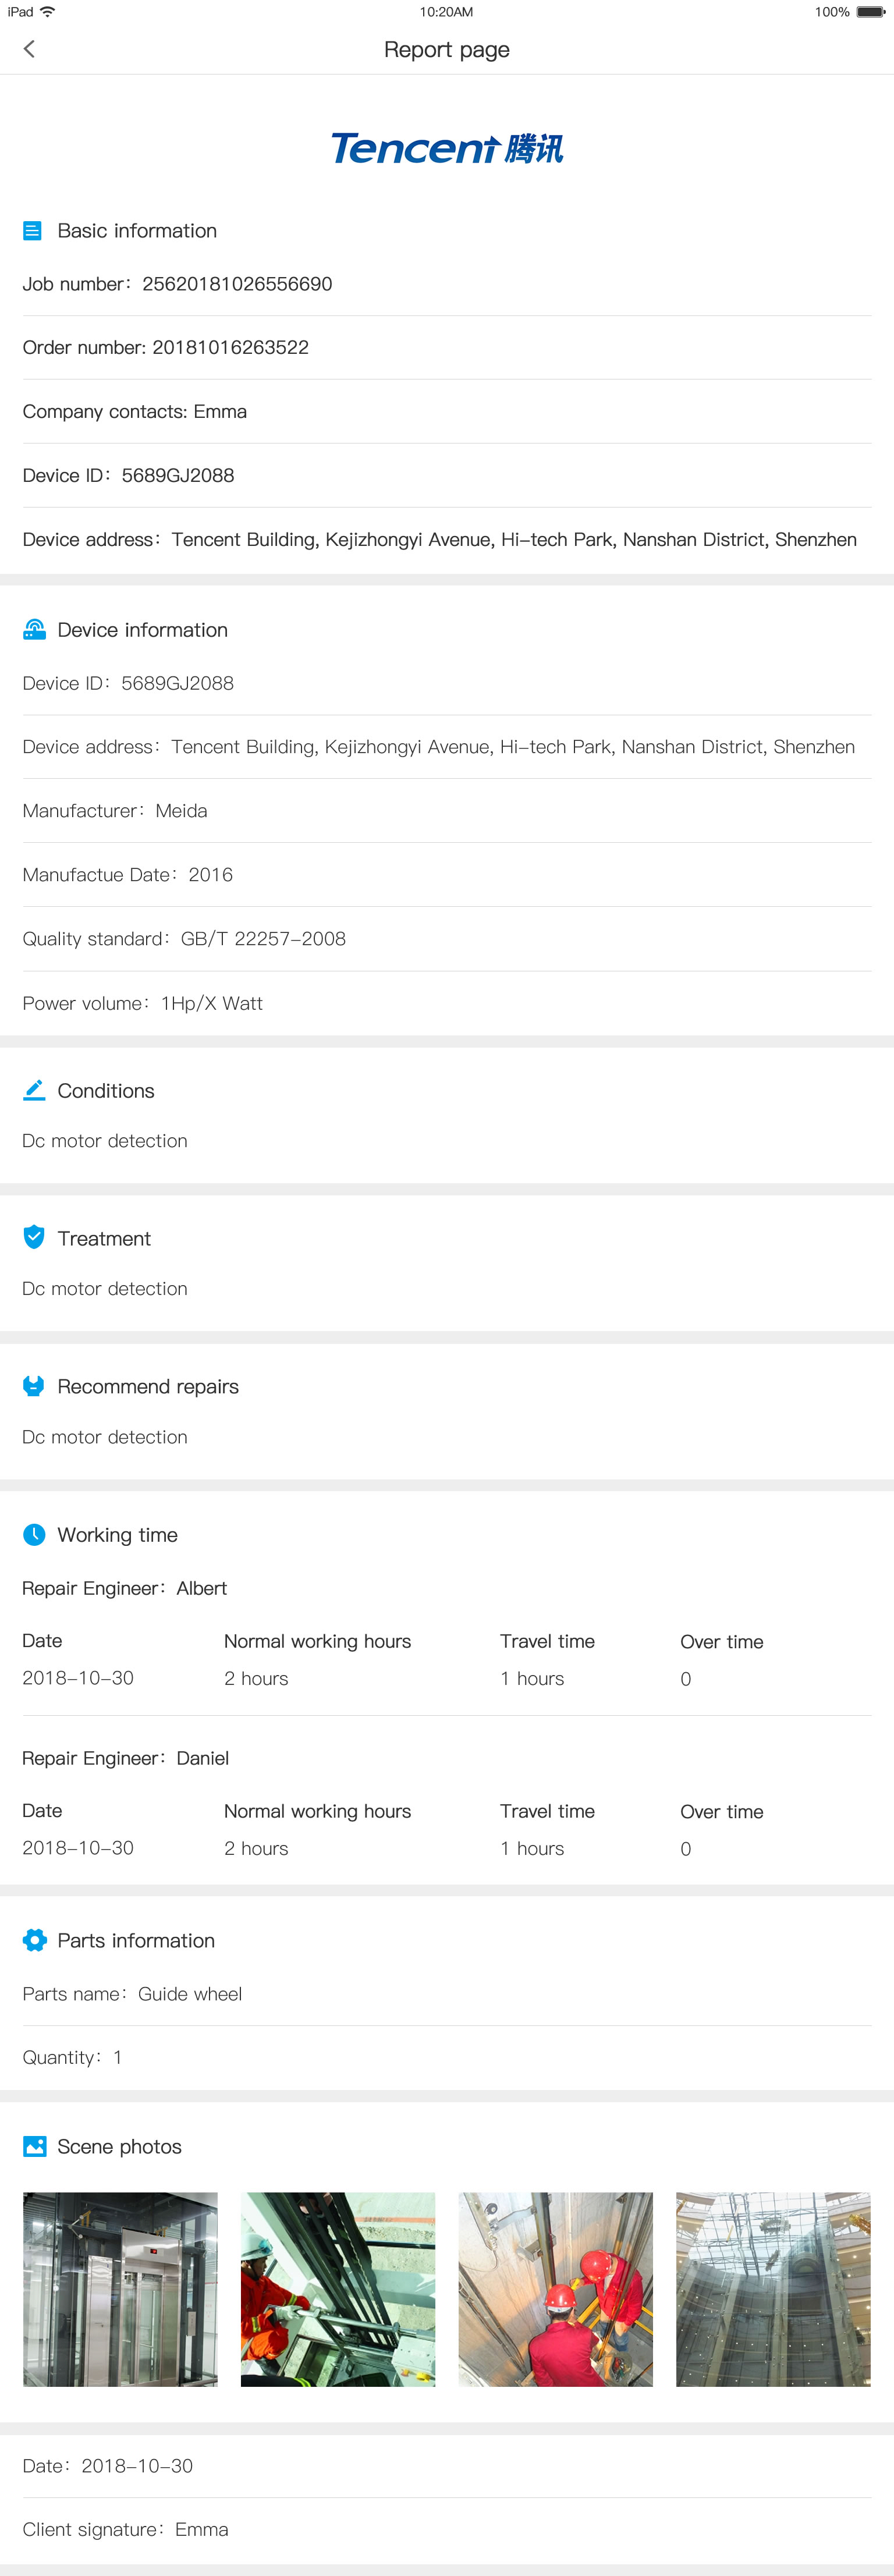 iPad
10:20AM
100%
Report page
Tencent 腾讯
Basic information
Job number：25620181026556690
Order number: 20181016263522
Company contacts: Emma
Device ID：5689GJ2088
Device address：Tencent Building, Kejizhongyi Avenue, Hi-tech Park, Nanshan District, Shenzhen
Device information
Device ID：5689GJ2088
Device address：Tencent Building, Kejizhongyi Avenue, Hi-tech Park, Nanshan District, Shenzhen
Manufacturer：Meida
Manufactue Date：2016
Quality standard：GB/T 22257-2008
Power volume：1Hp/X Watt
Conditions
Dc motor detection
Treatment
Dc motor detection
Recommend repairs
Dc motor detection
Working time
Repair Engineer：Albert
Date Normal working hours Travel time Over time
2018-10-30 2 hours 1 hours 0
Repair Engineer：Daniel
Date Normal working hours Travel time Over time
2018-10-30 2 hours 1 hours 0
Parts information
Parts name：Guide wheel
Quantity：1
Scene photos
Date：2018-10-30
Client signature：Emma